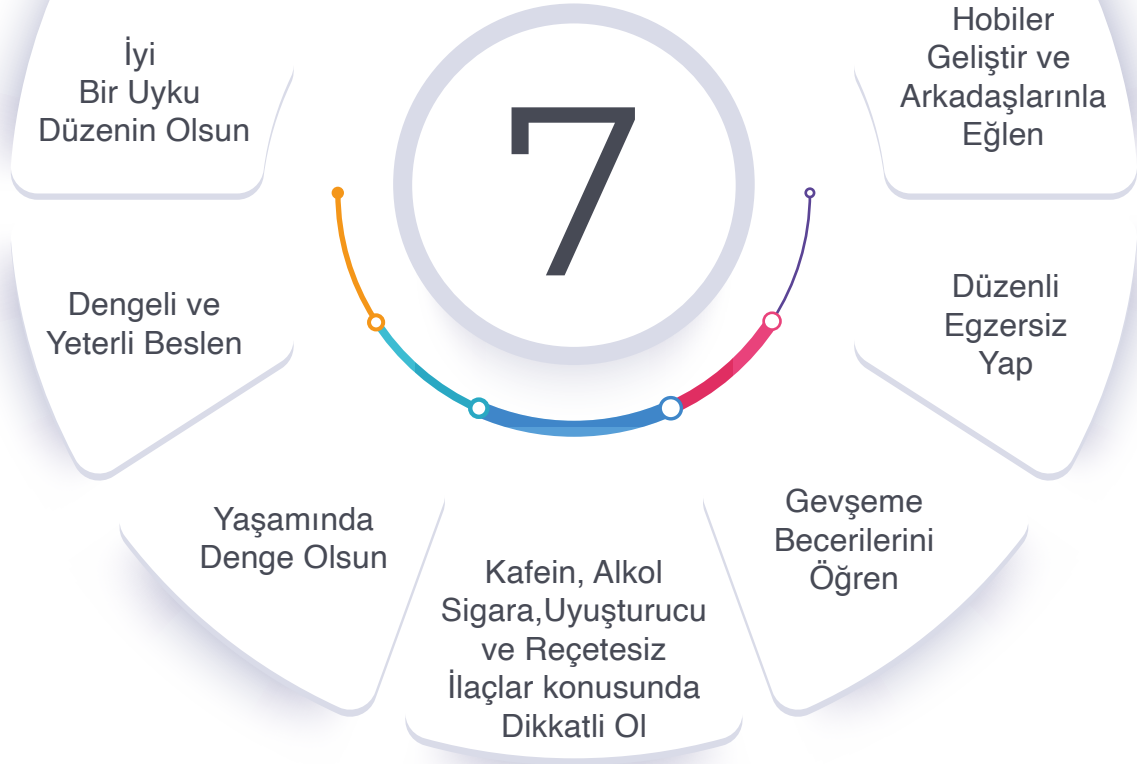 İyi
Bir Uyku
Düzenin Olsun
7
Hobiler
Geliştir ve
Arkadaşlarınla
Eğlen
Dengeli ve
Yeterli Beslen
Düzenli
Egzersiz
Yap
Yaşamında
Denge Olsun
Kafein, Alkol
Sigara,Uyuşturucu
ve Reçetesiz
İlaçlar konusunda
Dikkatli Ol
Gevşeme
Becerilerini
Öğren